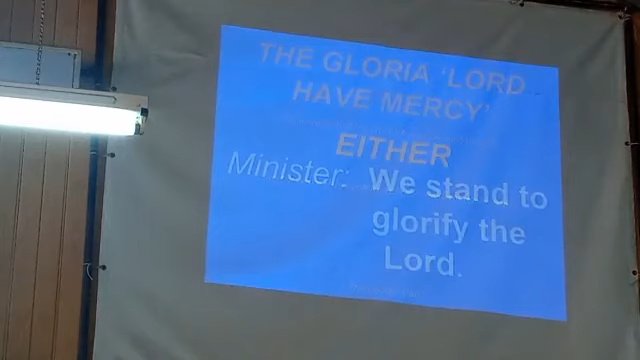 THE GLORIA 'LORD
HAVE MERCY'
EITHER
Minister: We stand to
glorify the
Lord.